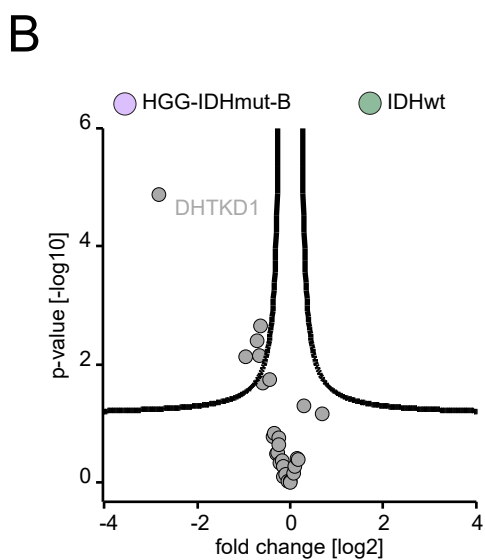 B
HGG-IDHmut-B
IDHwt
6
4
2
0
p-value [-log10]
DHTKD1
-4
-2
0
2
4
fold change [log2]